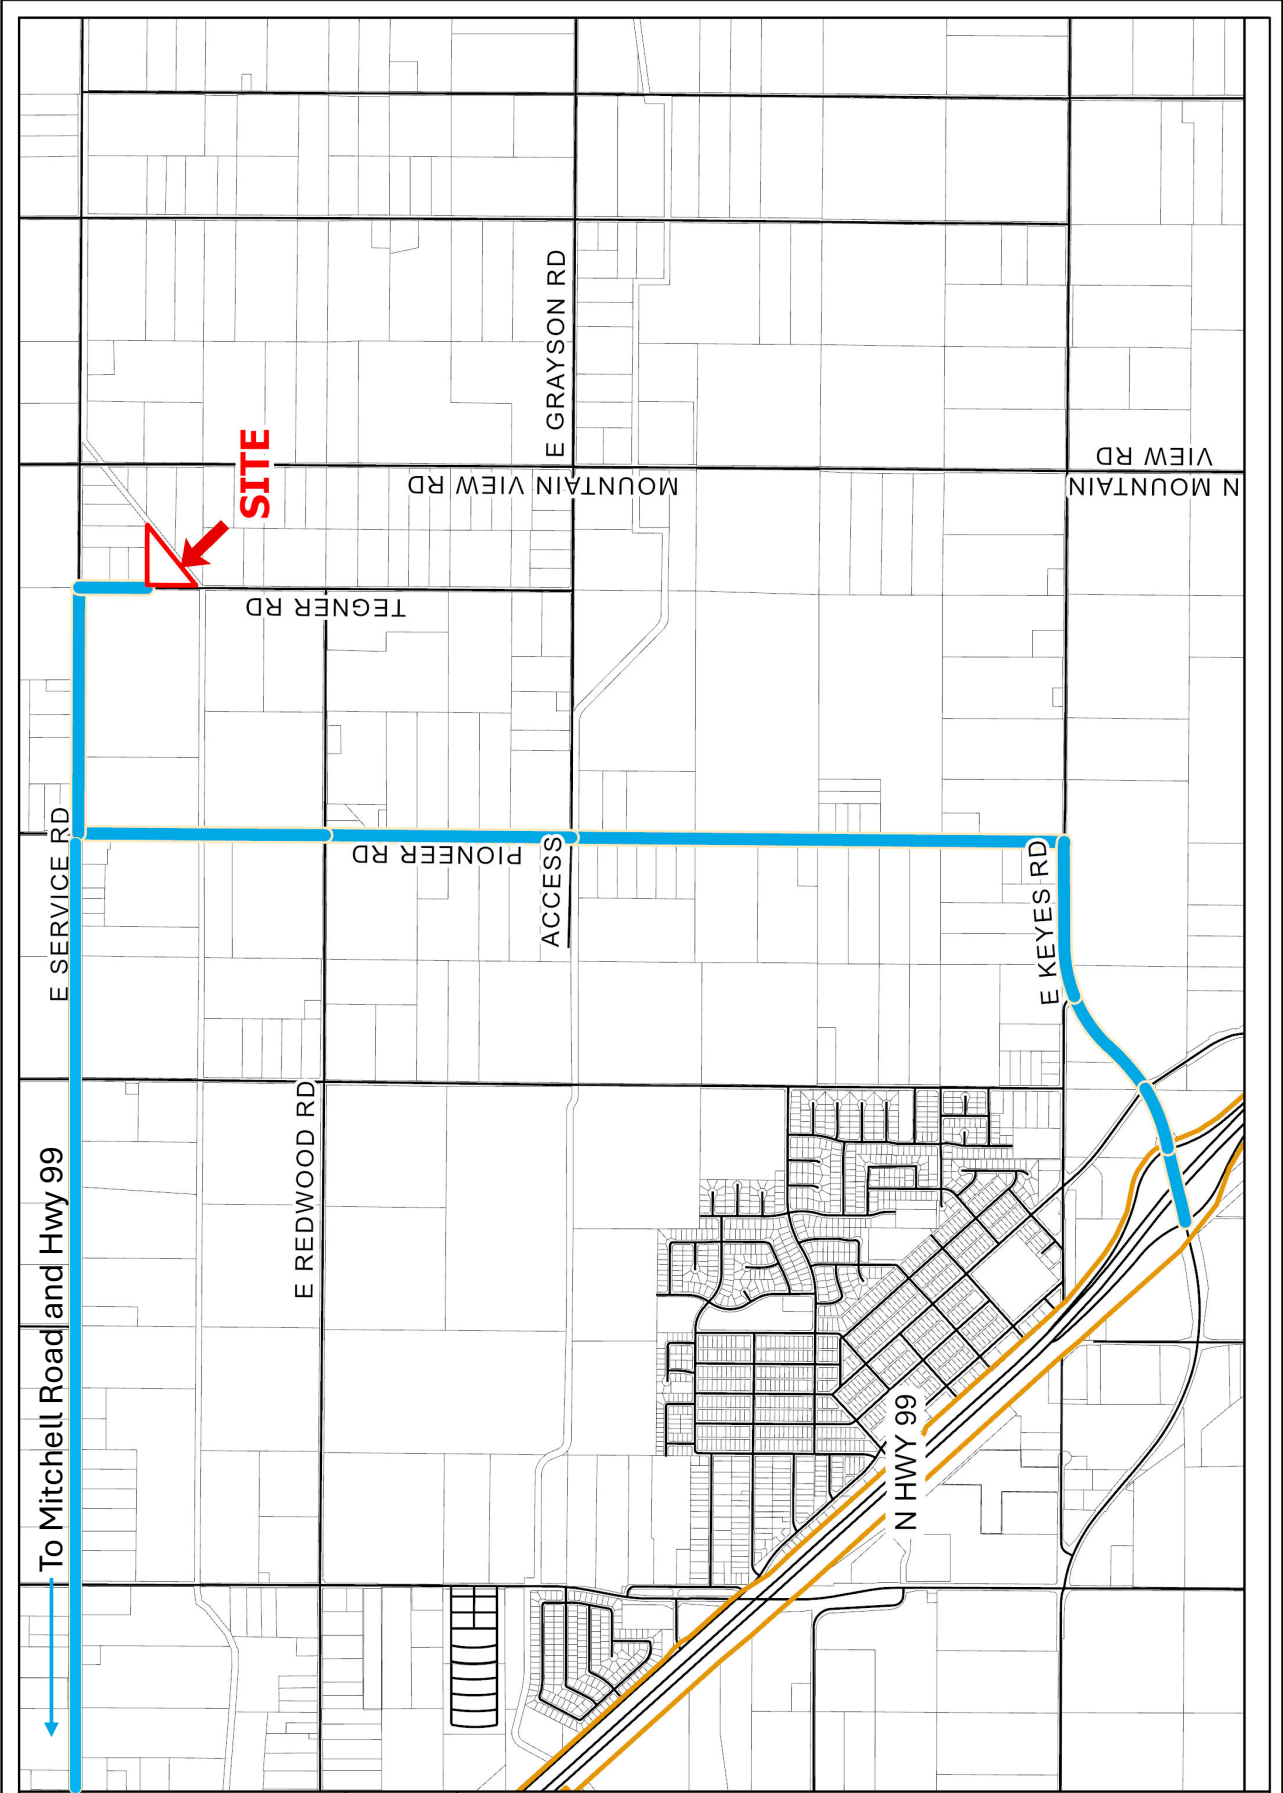 E GRAYSON RD
SITE
MOUNTAIN VIEW RD
N MOUNTAIN
VIEW RD
TEGNER RD
E SERVICE RD
PIONEER RD
ACCESS
E KEYES RD
E REDWOOD RD
To Mitchell Road and Hwy 99
N HWY 99